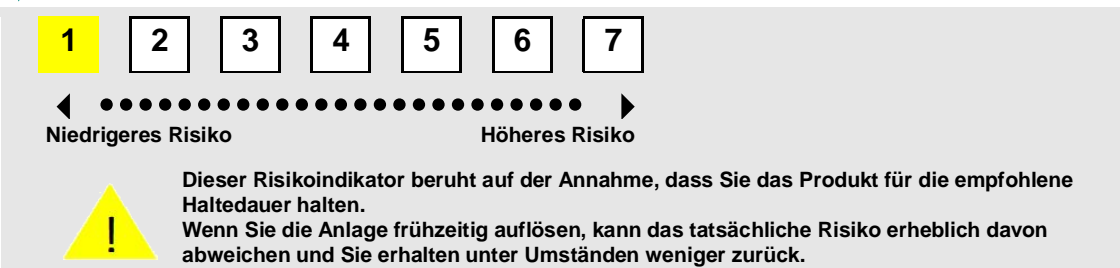 1 2 3 4 5 6 7
Niedrigeres Risiko Höheres Risiko
Dieser Risikoindikator beruht auf der Annahme, dass Sie das Produkt für die empfohlene
Haltedauer halten.
Wenn Sie die Anlage frühzeitig auflösen, kann das tatsächliche Risiko erheblich davon
abweichen und Sie erhalten unter Umständen weniger zurück.
!